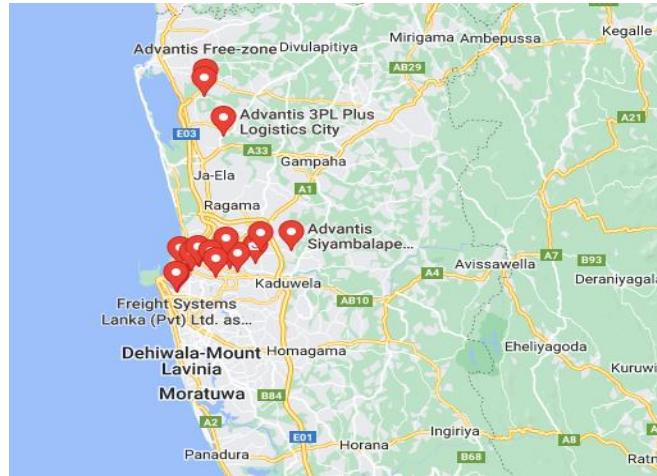 Kegalle
Mirigama
Ambepussa
Advantis Free-zone
Divulapitiya
AB29
A21
Advantis 3PL Plus
Logistics City
E03
A33
Gampaha
Ja-Ela
A1
Ragama
Advantis
Siyambalape...
A7
B93
Avissawella
A4
Deraniyagala
Kaduwela
AB10
Freight Systems
Lanka (Pvt) Ltd. as...
Dehiwala-Mount
Lavinia
Homagama
Eheliyagoda
Kuruwi
Moratuwa
B84
A2
E01
Ingiriya
A8
Panadura
Horana
B68
Ratn